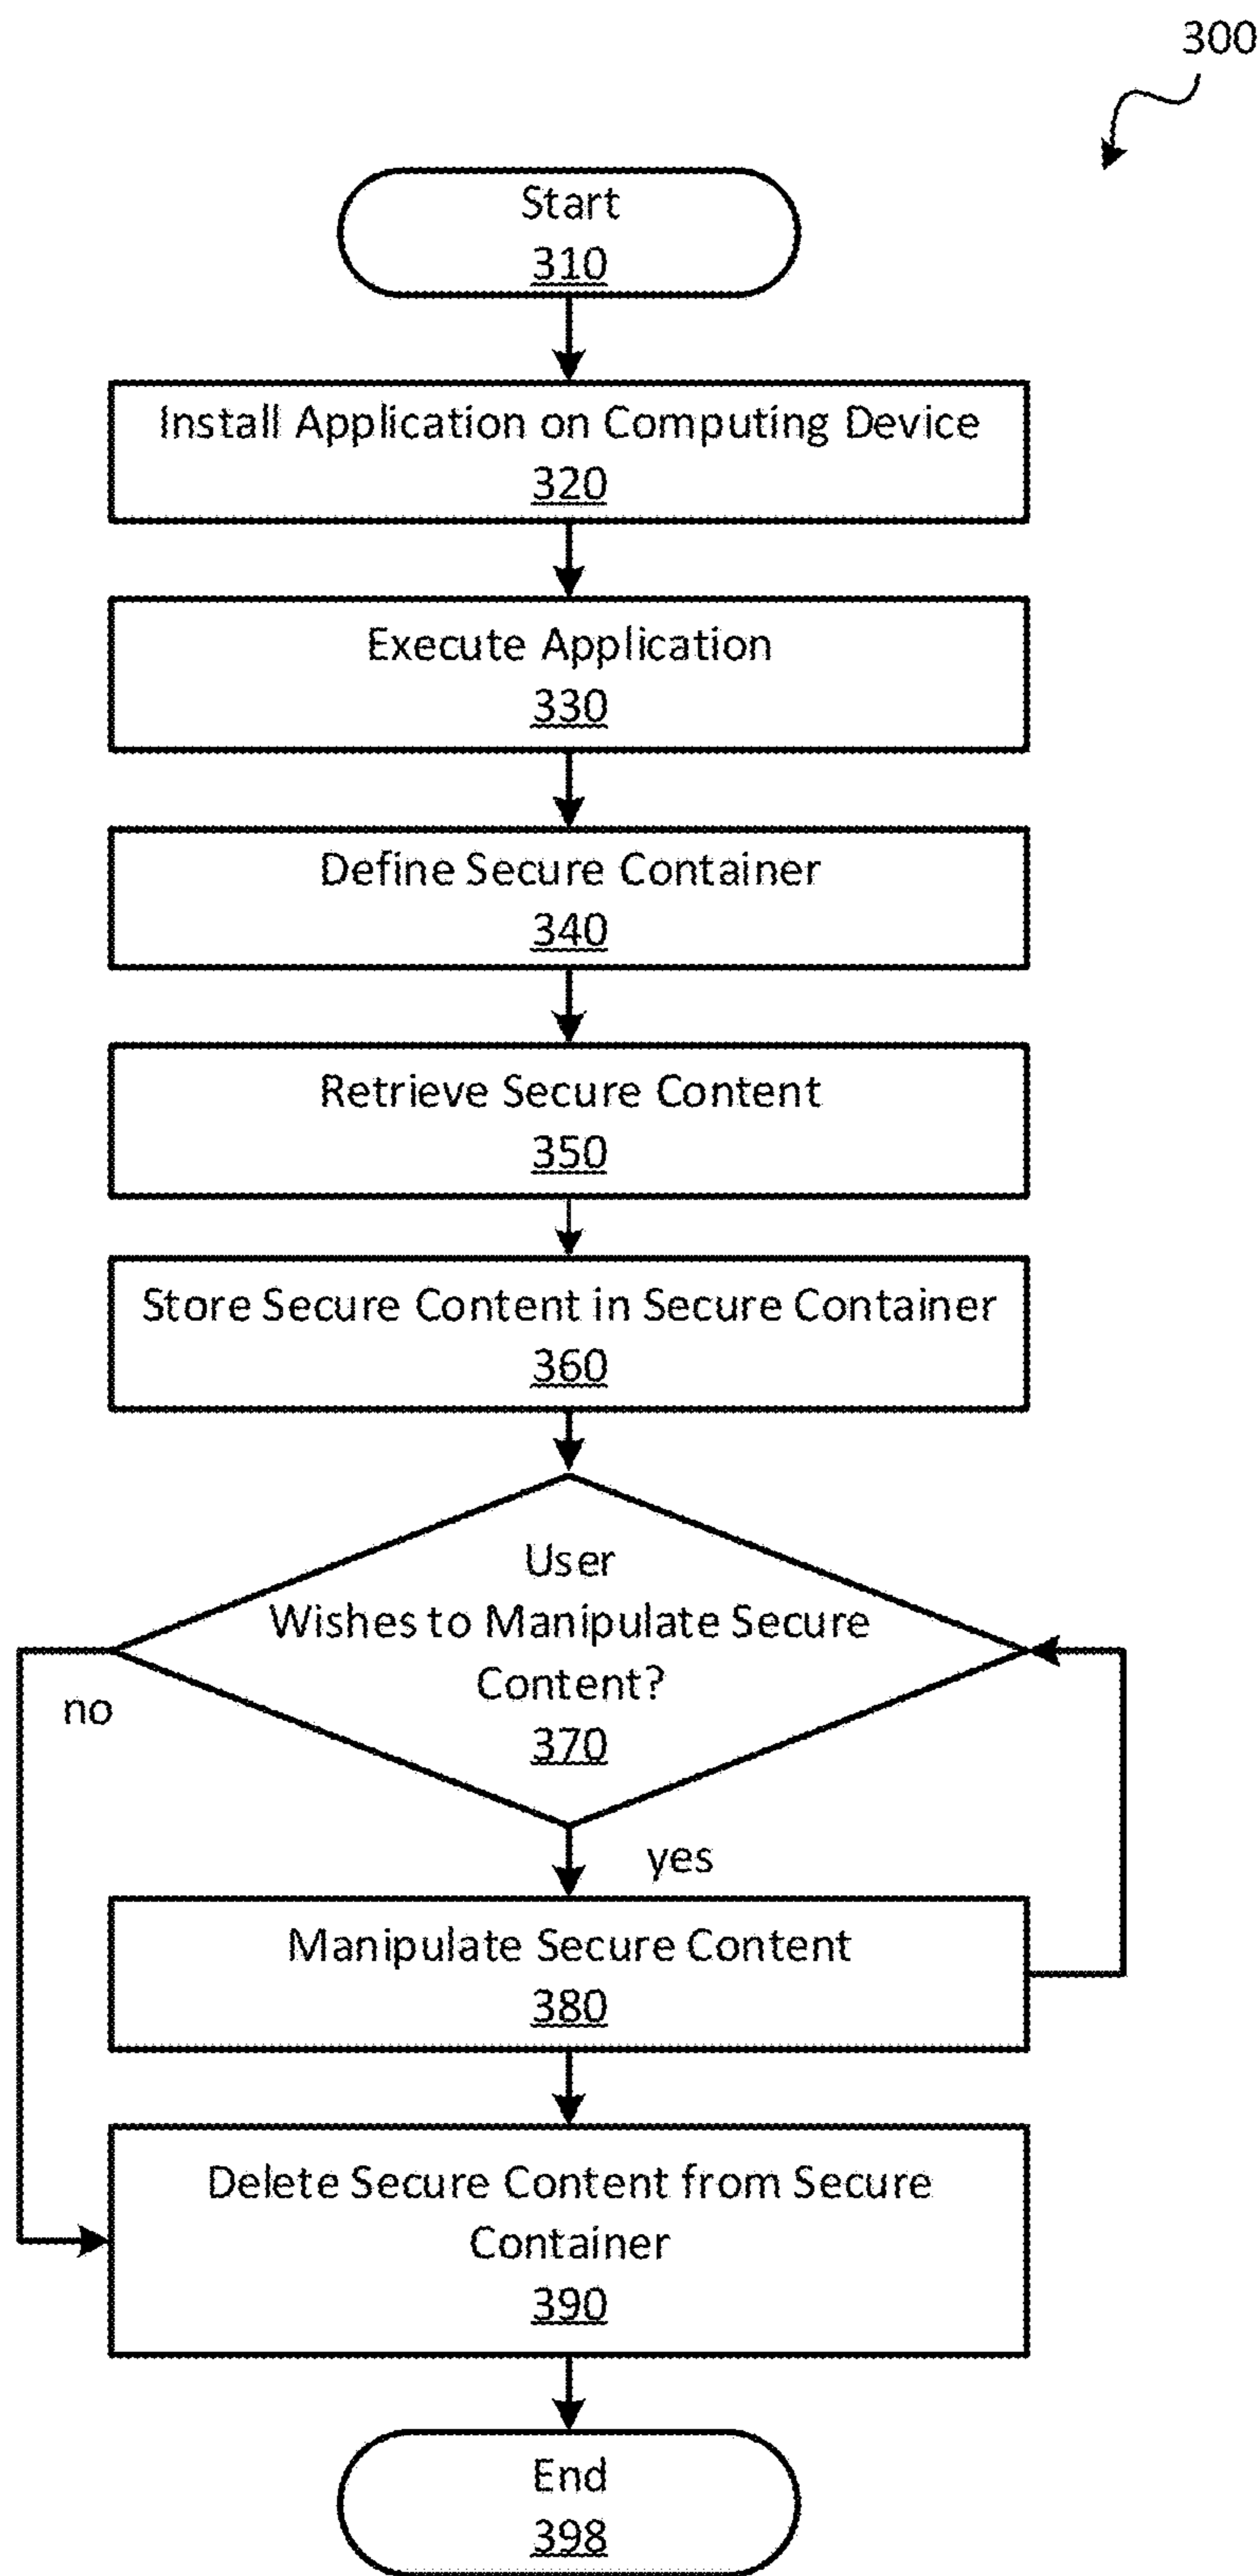 300
Start
310
Install Application on Computing Device
320
Execute Application
330
Define Secure Container
340
Retrieve Secure Content
350
Store Secure Content in Secure Container
360
User
Wishes to Manipulate Secure
Content?
370
no
yes
Manipulate Secure Content
380
Delete Secure Content from Secure
Container
390
End
398